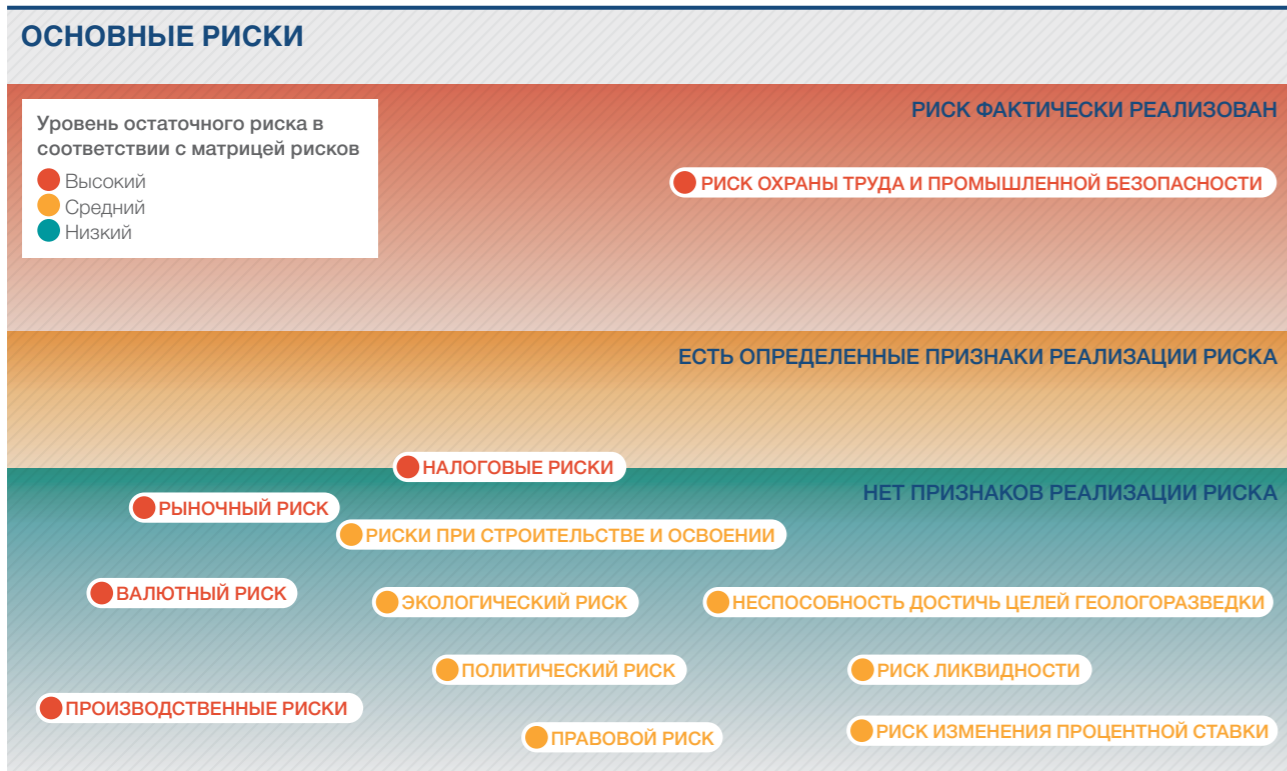 ОСНОВНЫЕ РИСКИ
Уровень остаточного риска в
соответствии с матрицей рисков
Высокий
Средний
Низкий
РИСК ФАКТИЧЕСКИ РЕАЛИЗОВАН
РИСК ОХРАНЫ ТРУДА И ПРОМЫШЛЕННОЙ БЕЗОПАСНОСТИ
ЕСТЬ ОПРЕДЕЛЕННЫЕ ПРИЗНАКИ РЕАЛИЗАЦИИ РИСКА
НАЛОГОВЫЕ РИСКИ
НЕТ ПРИЗНАКОВ РЕАЛИЗАЦИИ РИСКА
РЫНОЧНЫЙ РИСК
РИСКИ ПРИ СТРОИТЕЛЬСТВЕ И ОСВОЕНИИ
ВАЛЮТНЫЙ РИСК
ЭКОЛОГИЧЕСКИЙ РИСК
НЕСПОСОБНОСТЬ ДОСТИЧЬ ЦЕЛЕЙ ГЕОЛОГОРАЗВЕДКИ
ПОЛИТИЧЕСКИЙ РИСК
РИСК ЛИКВИДНОСТИ
ПРОИЗВОДСТВЕННЫЕ РИСКИ
ПРАВОВОЙ РИСК
РИСК ИЗМЕНЕНИЯ ПРОЦЕНТНОЙ СТАВКИ